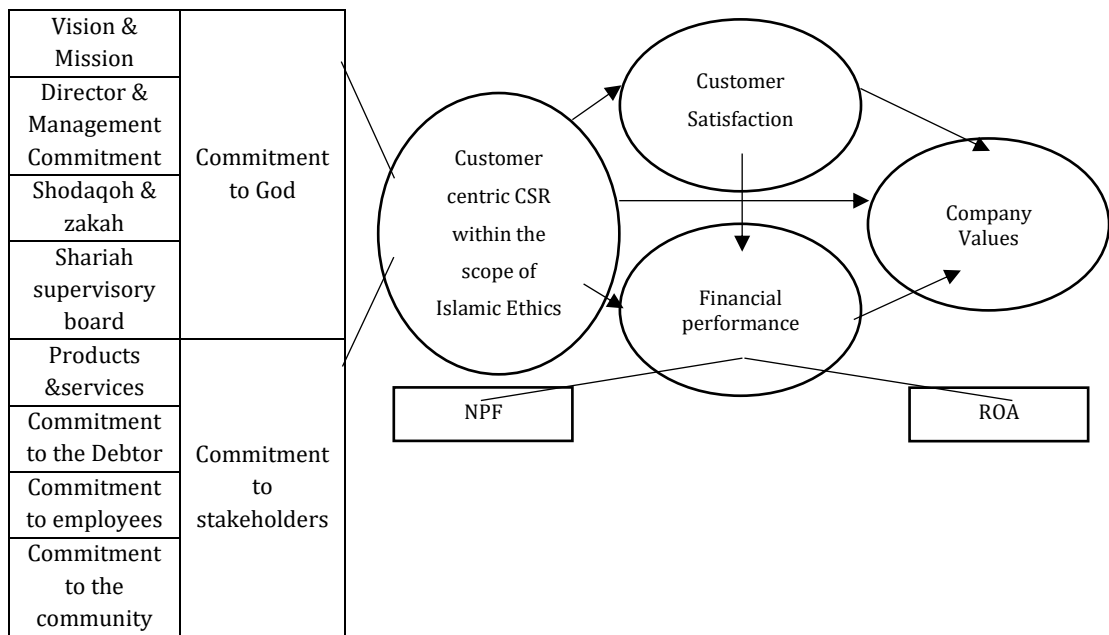 Vision &
Mission
Director &
Management
Commitment
Shodaqoh &
zakah
Shariah
supervisory
board
Products
&services
Commitment
to the Debtor
Commitment
to employees
Commitment
to the
community
Commitment
to God
Commitment
to
stakeholders
Customer
centric CSR
within the
scope of
Islamic Ethics
Customer
Satisfaction
Financial
performance
Company
Values
NPF
ROA